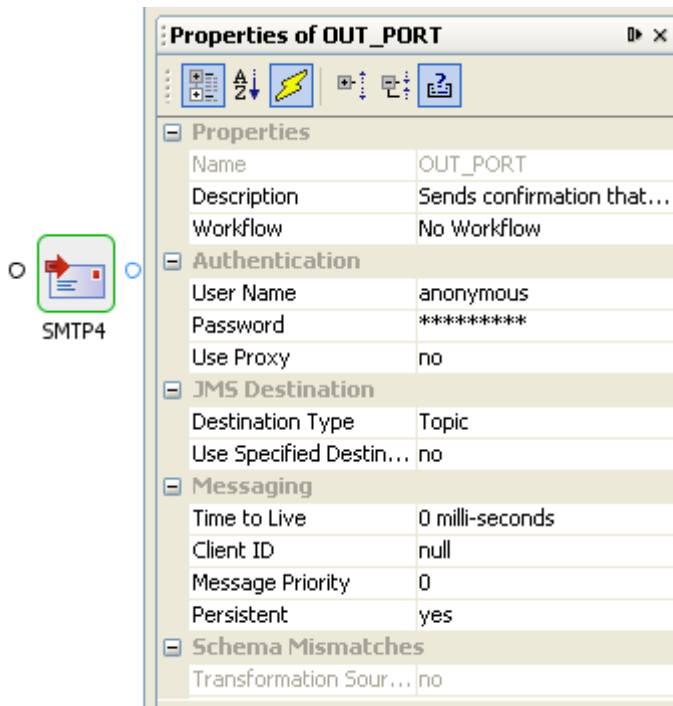 Properties of OUT_PORT
Properties
Name OUT_PORT
Description Sends confirmation that...
Workflow No Workflow
Authentication
User Name anonymous
Password *********
Use Proxy no
JMS Destination
Destination Type Topic
Use Specified Destin... no
Messaging
Time to Live 0 milli-seconds
Client ID null
Message Priority 0
Persistent yes
Schema Mismatches
Transformation Sour... no
SMTP4